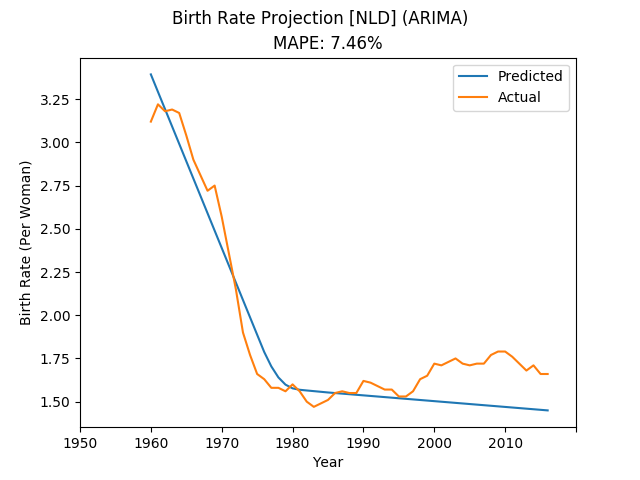 Birth Rate Projection [NLD] (ARIMA)
MAPE: 7.46%
Predicted
Actual
Birth Rate (Per Woman)
3.25
3.00
2.75
2.50
2.25
2.00
1.75
1.50
1950 1960 1970 1980 1990 2000 2010
Year